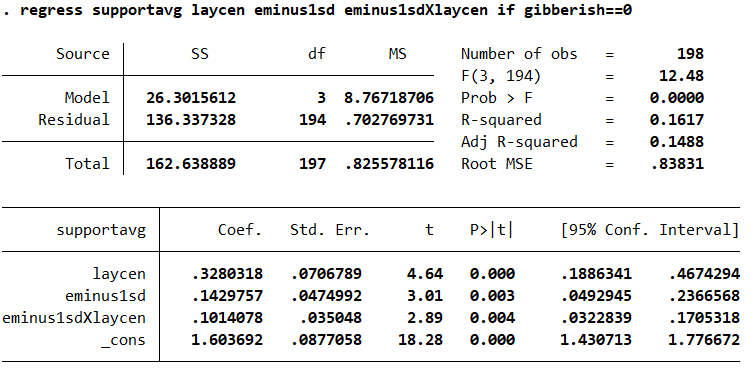 . regress supportavg laycen eminus1sd eminus1sdXlaycen if gibberish==0
Source SS df MS Number of obs = 198
F(3, 194) = 12.48
Model 26.3015612 3 8.76718706 Prob > F = 0.0000
Residual 136.337328 194 .702769731 R-squared = 0.1617
Adj R-squared = 0.1488
Total 162.638889 197 .825578116 Root MSE = .83831
supportavg Coef. Std. Err. t P>|t| [95% Conf. Interval]
laycen .3280318 .0706789 4.64 0.000 .1886341 .4674294
eminus1sd .1429757 .0474992 3.01 0.003 .0492945 .2366568
eminus1sdXlaycen .1014078 .035048 2.89 0.004 .0322839 .1705318
_cons 1.603692 .0877058 18.28 0.000 1.430713 1.776672